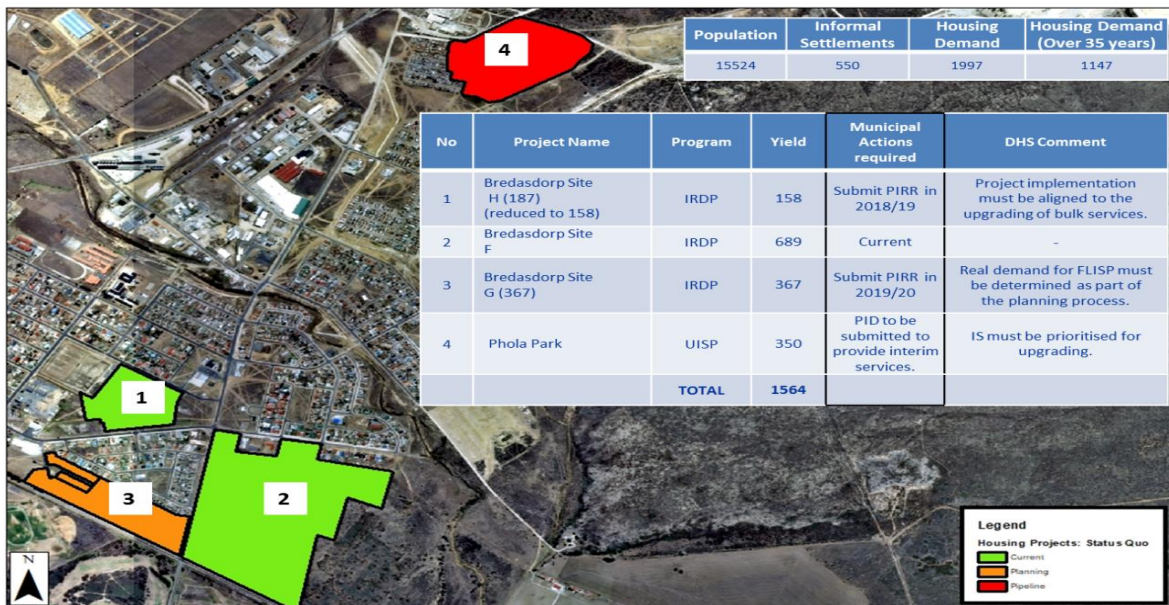 4
Population
Informal
Settlements
Housing
Demand
Housing Demand
(Over 35 years)
15524
550
1997
1147
No
Project Name
Program
Yield
Municipal
Actions
required
DHS Comment
1
Bredasdorp Site
H (187)
(reduced to 158)
IRDP
158
Submit PIRR in
2018/19
Project implementation
must be aligned to the
upgrading of bulk services.
2
Bredasdorp Site
F
IRDP
689
Current
-
3
Bredasdorp Site
G (367)
IRDP
367
Submit PIRR in
2019/20
Real demand for FLISP must
be determined as part of
the planning process.
4
Phola Park
UISP
350
PID to be
submitted to
provide interim
services.
IS must be prioritised for
upgrading.
TOTAL
1564
1
3
2
N
Legend
Housing Projects: Status Quo
Current
Planning
Pipeline